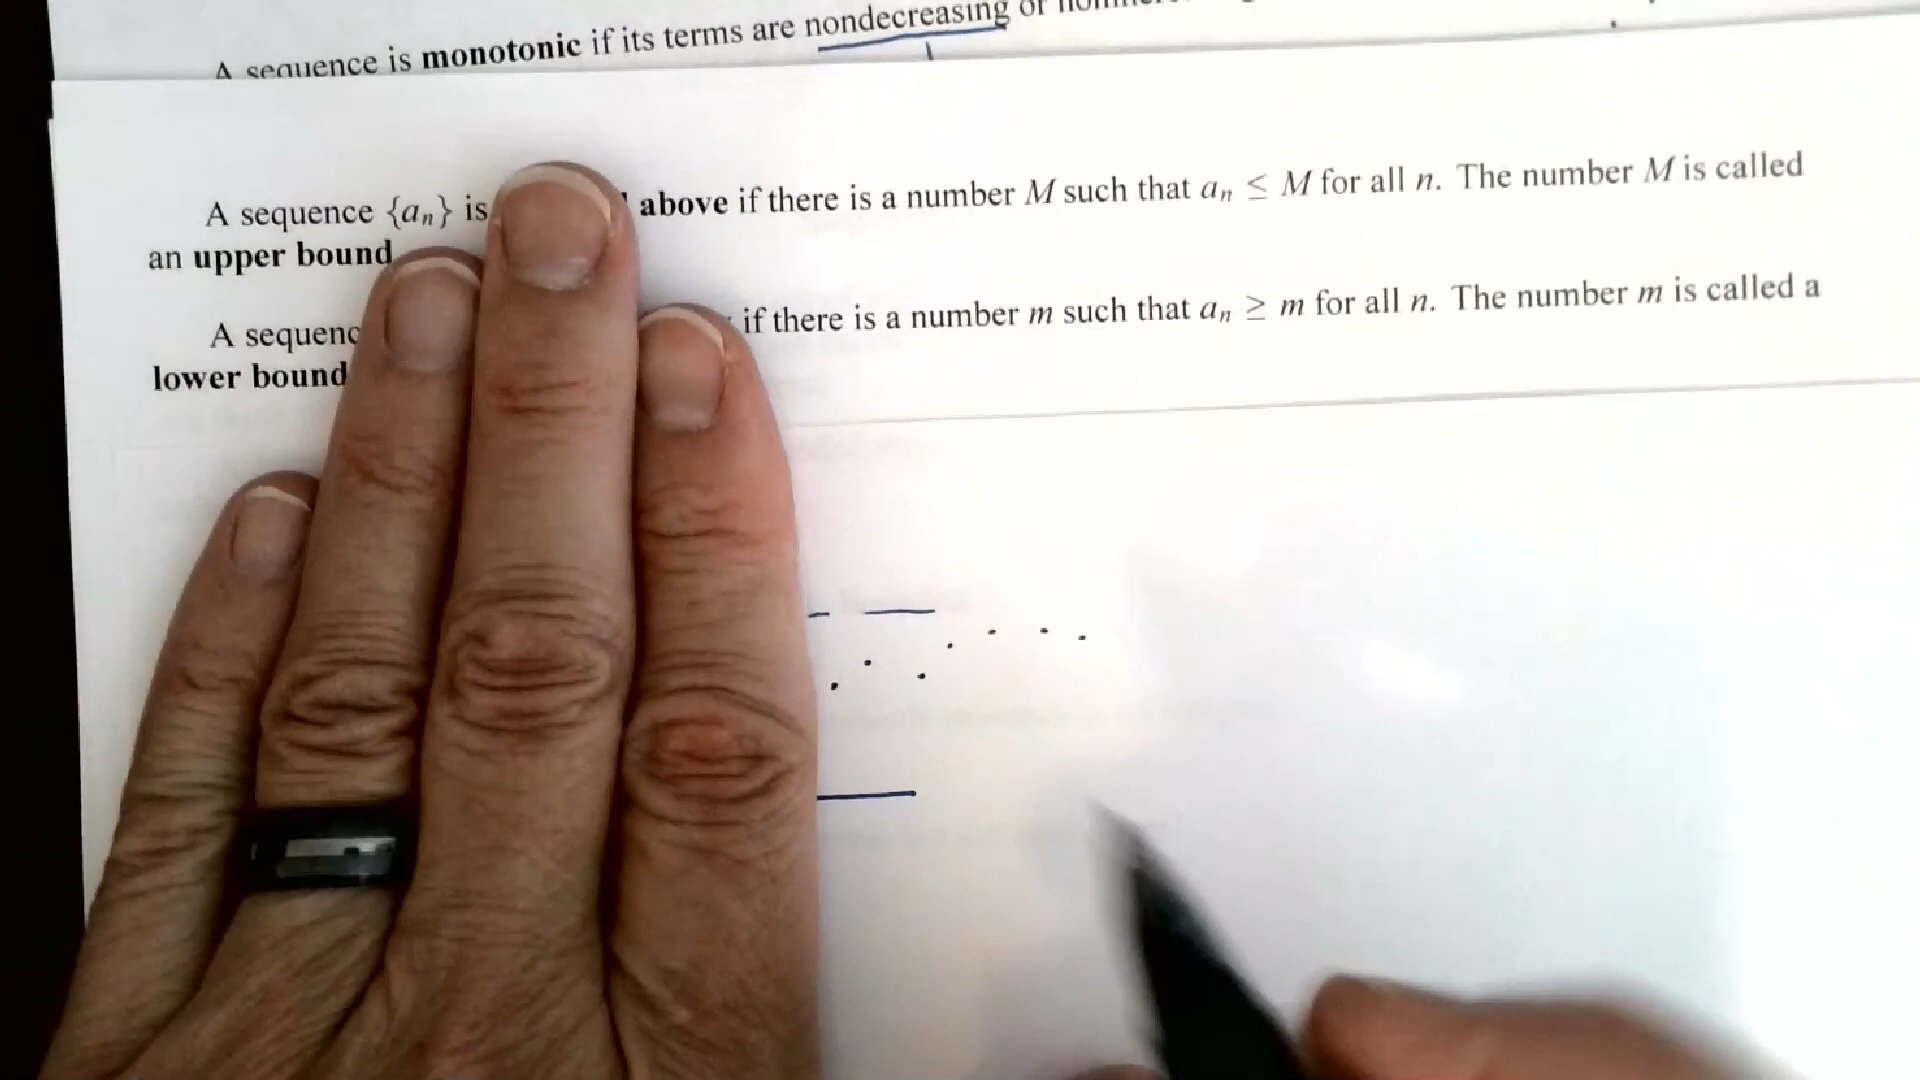 A sequence is monotonic if its terms are nondecreasing or
A sequence {aₙ} is above if there is a number M such that aₙ ≤ M for all n. The number M is called
an upper bound
A sequenc if there is a number m such that aₙ ≥ m for all n. The number m is called a
lower bound